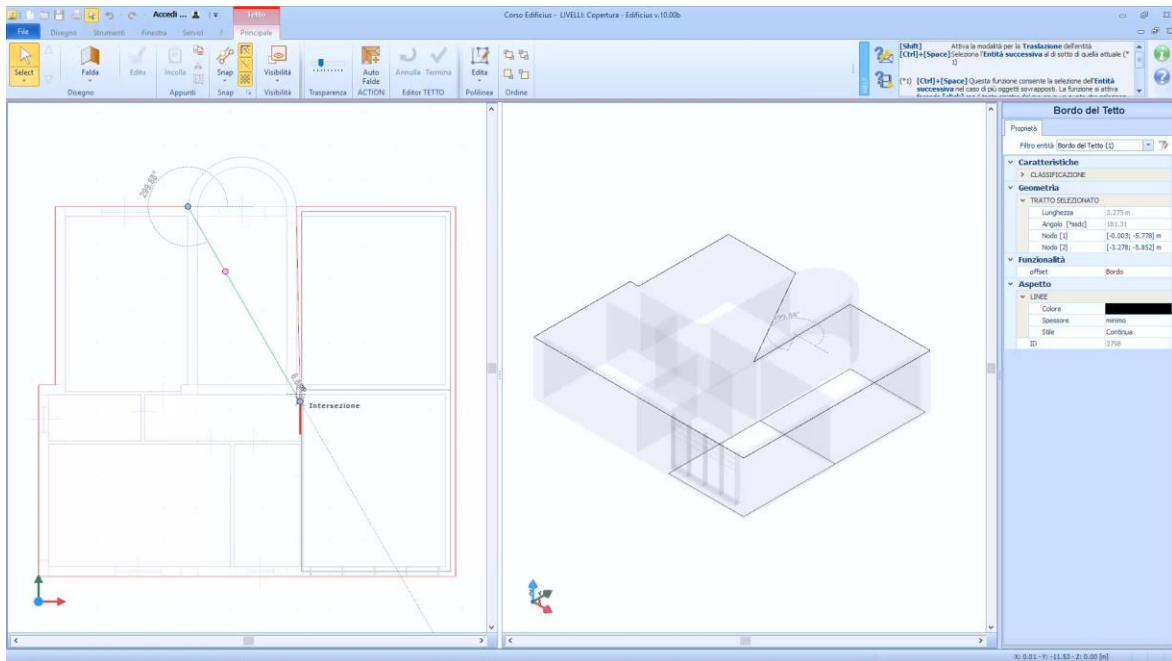 Accedi ...
Tetto
Corso Edificius - LIVELLI: Copertura - Edificius v.10.00b
File
Disegno
Strumenti
Finestra
Servizi
?
Principale
Select
Falda
Edita
Incolla
Snap
Visibilità
Auto
Falde
Annulla
Termina
Edita
Disegno
Appunti
Snap
Visibilità
Trasparenza
ACTION
Editor TETTO
Polilinea
Ordine
[Shift] Attiva la modalità per la Traslazione dell'entità
[Ctrl]+[Space] Seleziona l'Entità successiva al di sotto di quella attuale (*
1)
(*1) [Ctrl]+[Space] Questa funzione consente la selezione dell'Entità
successiva nel caso di più oggetti sovrapposti. La funzione si attiva
299,88°
Intersezione
299,88°
Bordo del Tetto
Proprietà
Filtro entità Bordo del Tetto (1)
Caratteristiche
CLASSIFICAZIONE
Geometria
TRATTO SELEZIONATO
Lunghezza 3.275 m
Angolo [°ssdc] 181.31
Nodo [1] [-0.003; -5.778] m
Nodo [2] [-3.278; -5.852] m
Funzionalità
offset Bordo
Aspetto
LINEE
Colore
Spessore minimo
Stile Continua
ID 2798
X: 0.01 - Y: -11.53 - Z: 0.00 [m]